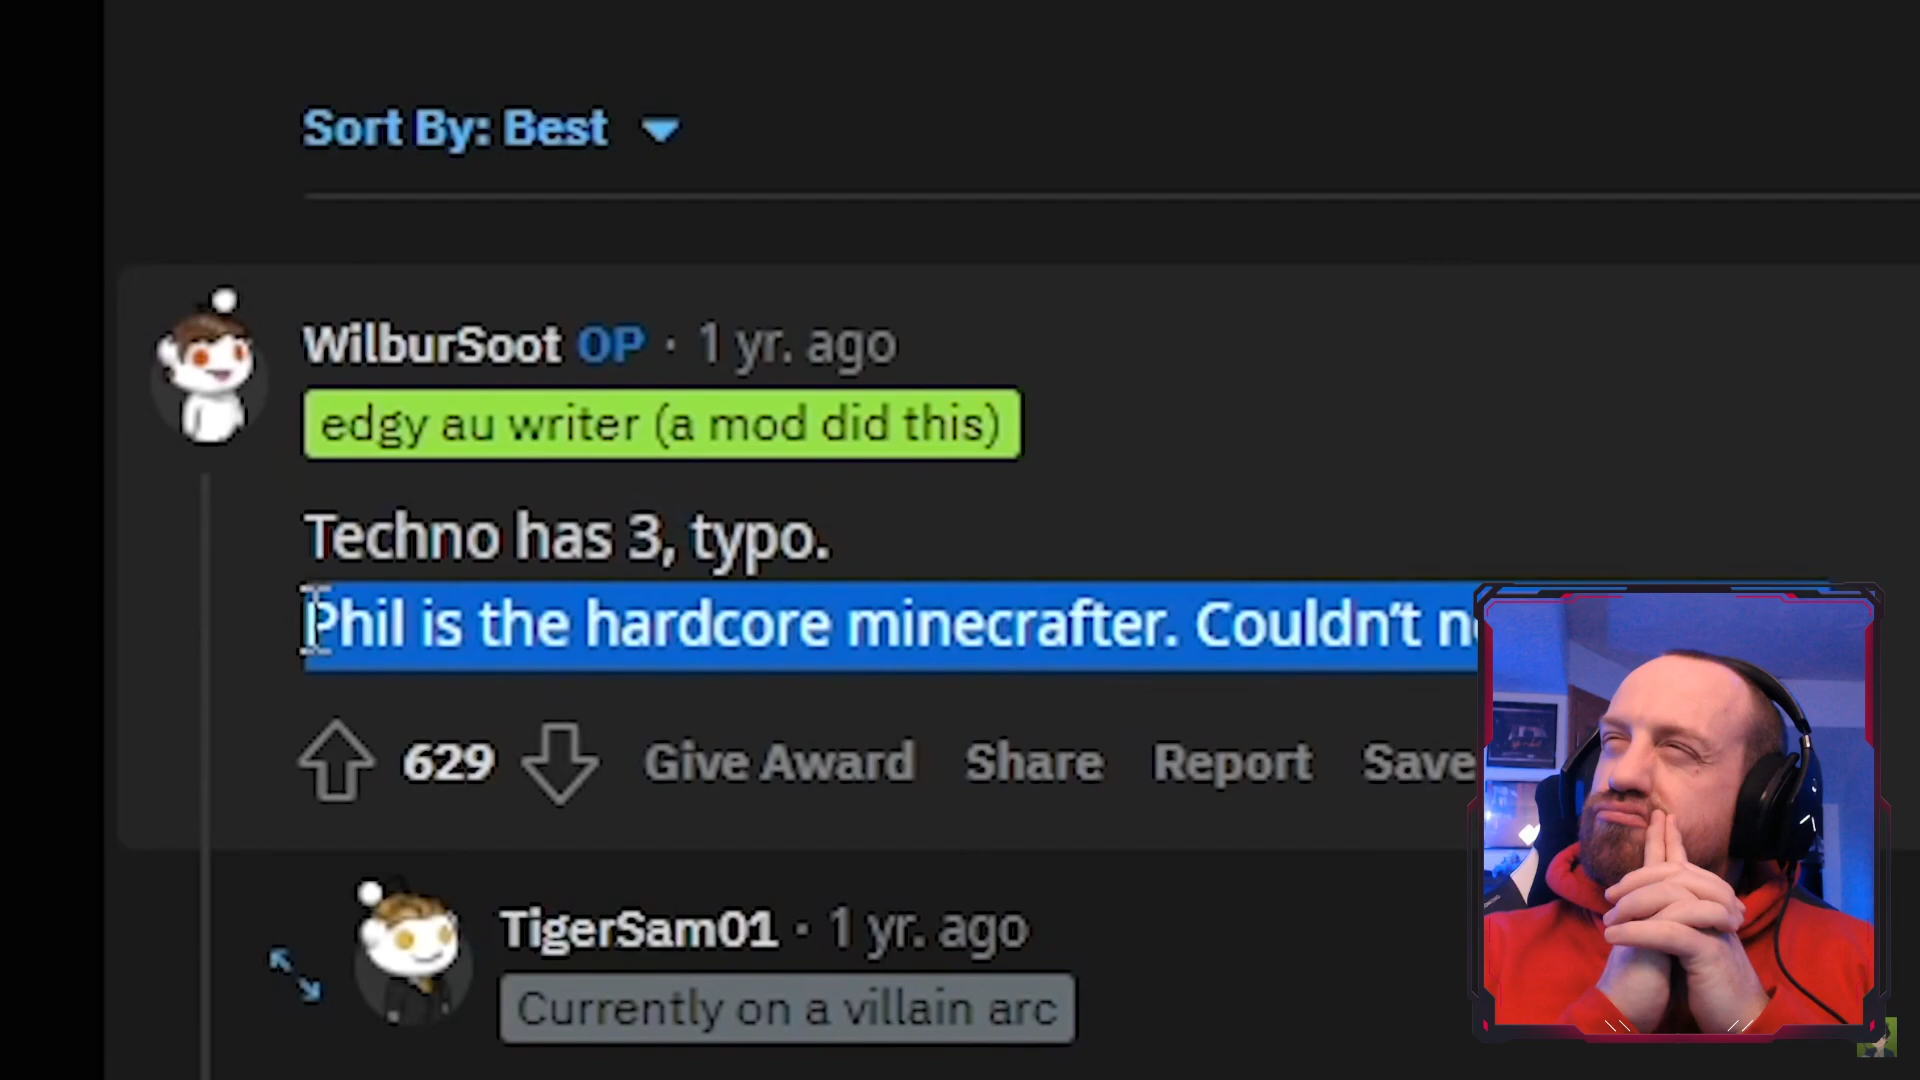 Sort By: Best
WilburSoot OP · 1 yr. ago
edgy au writer (a mod did this)
Techno has 3, typo.
Phil is the hardcore minecrafter. Couldn't
629 Give Award Share Report Save
TigerSam01 · 1 yr. ago
Currently on a villain arc